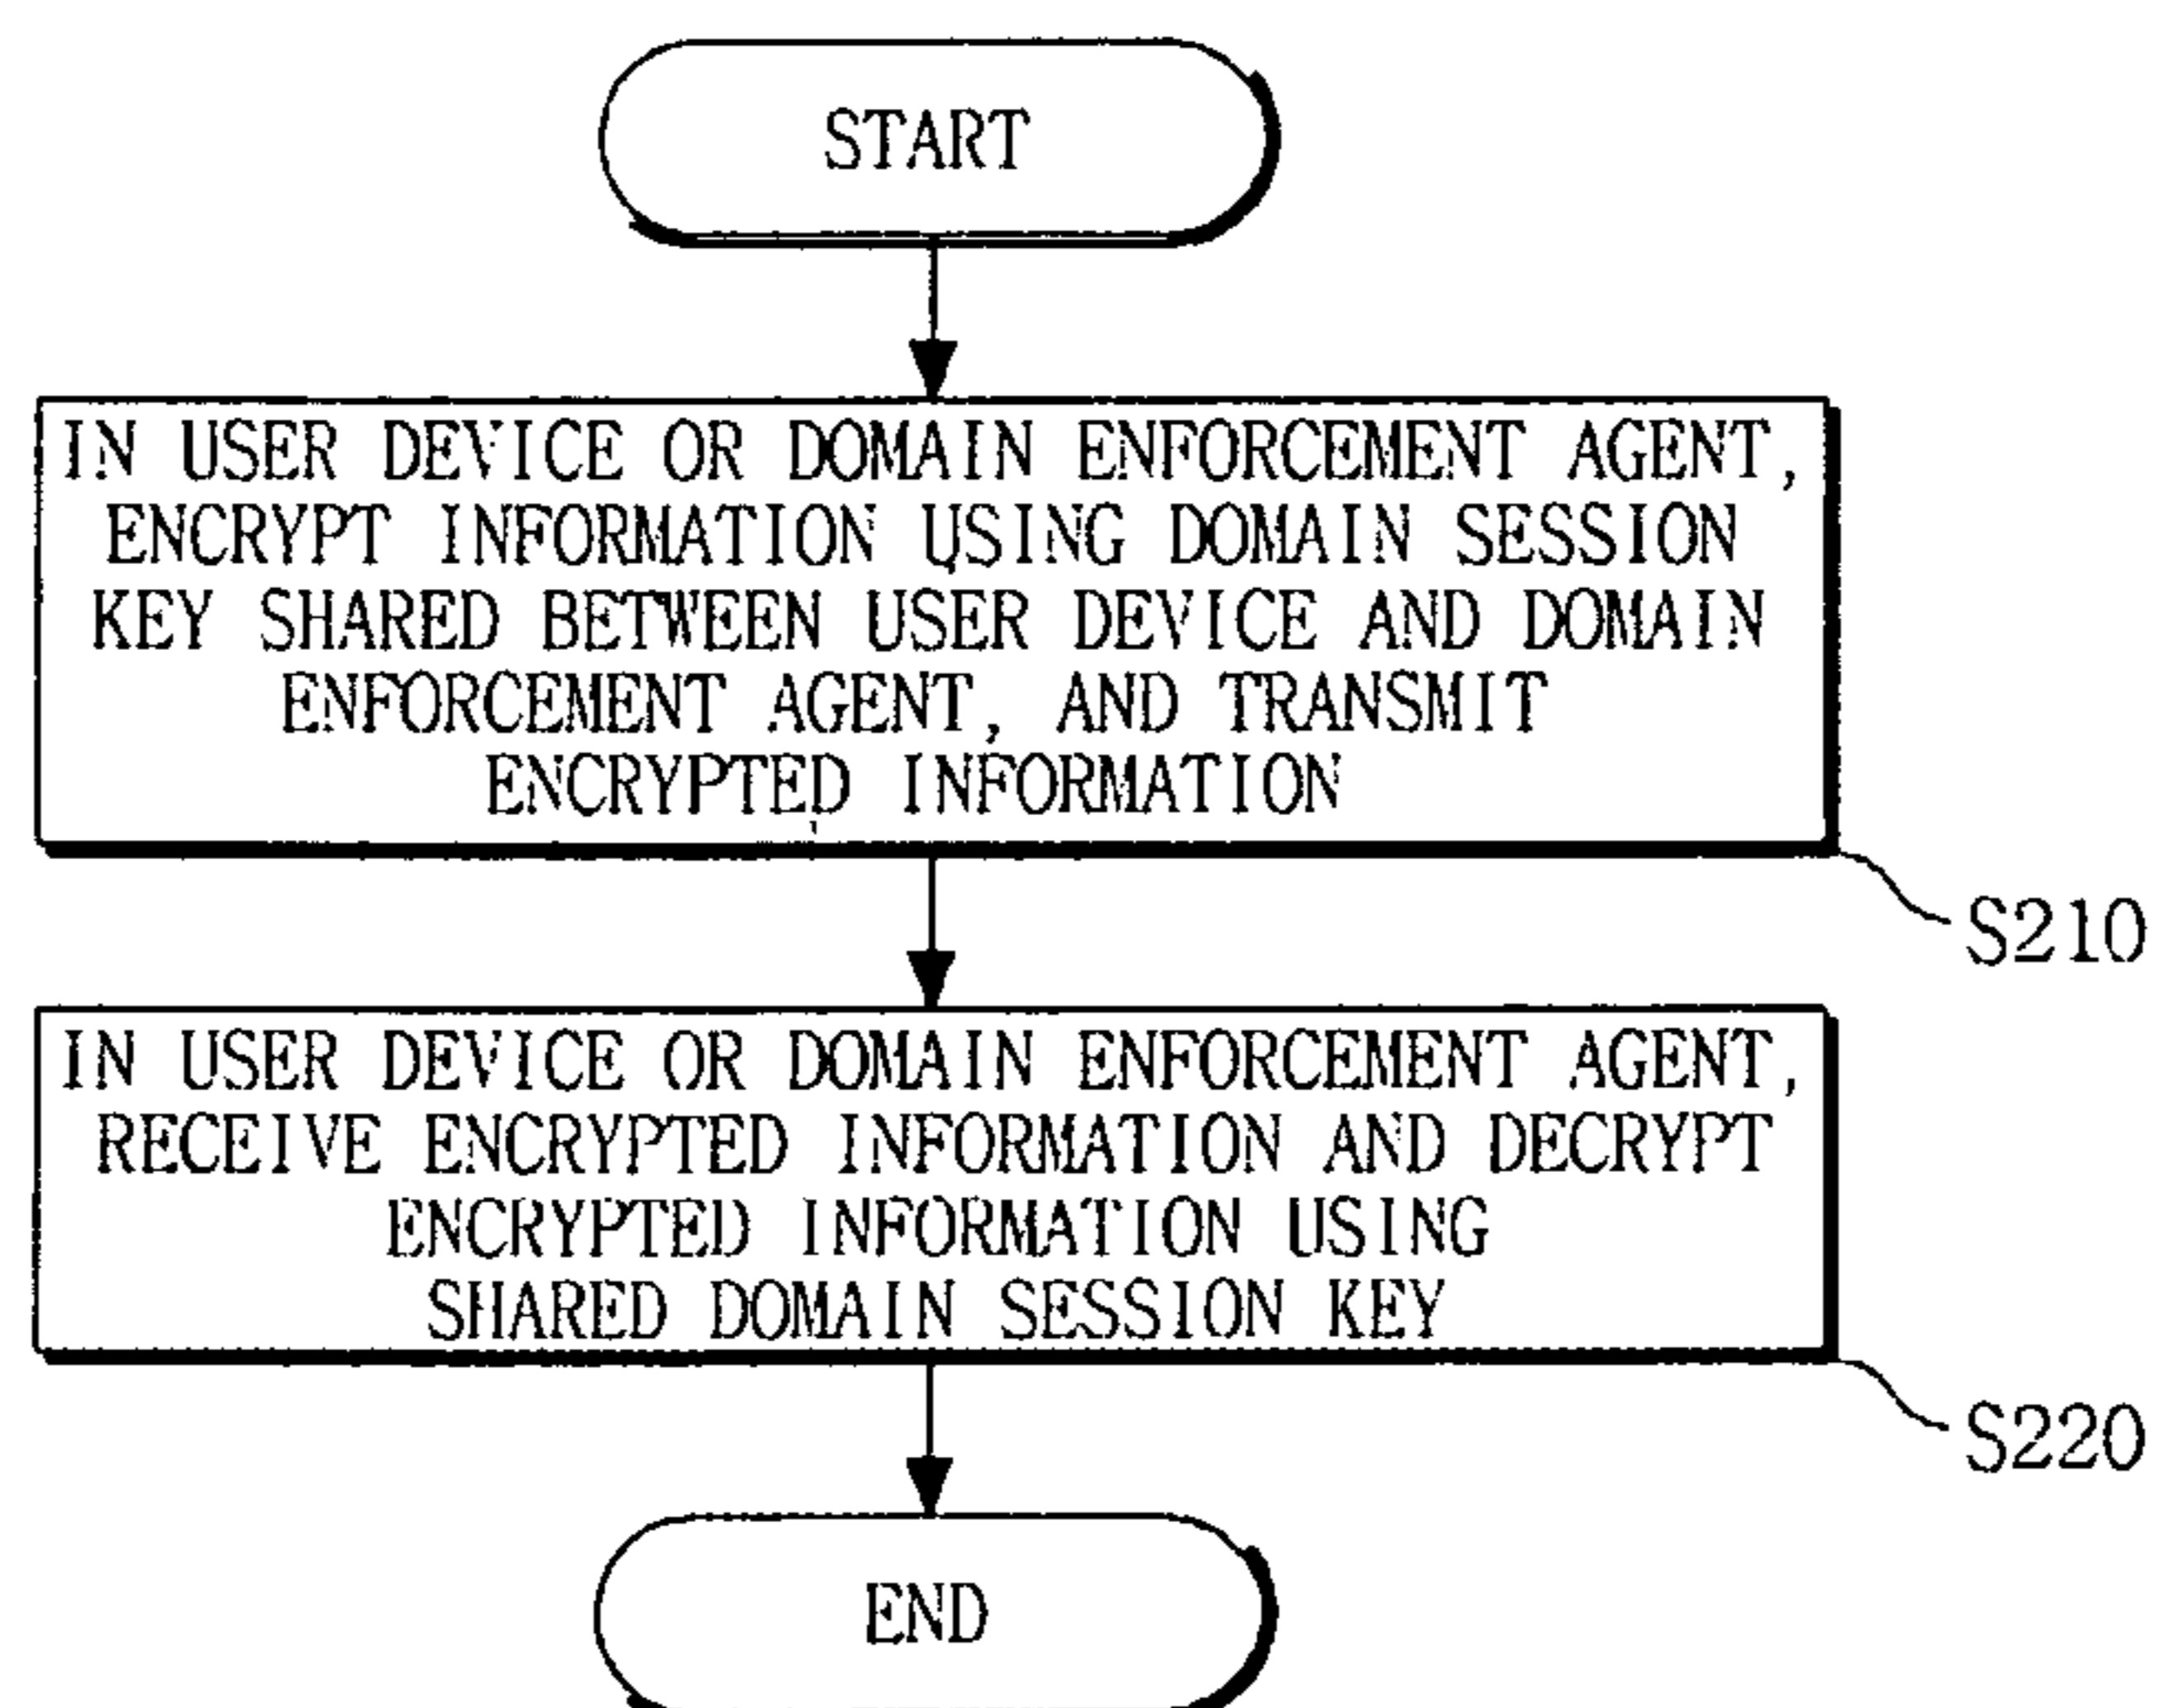 START
IN USER DEVICE OR DOMAIN ENFORCEMENT AGENT,
ENCRYPT INFORMATION USING DOMAIN SESSION
KEY SHARED BETWEEN USER DEVICE AND DOMAIN
ENFORCEMENT AGENT, AND TRANSMIT
ENCRYPTED INFORMATION
S210
IN USER DEVICE OR DOMAIN ENFORCEMENT AGENT,
RECEIVE ENCRYPTED INFORMATION AND DECRYPT
ENCRYPTED INFORMATION USING
SHARED DOMAIN SESSION KEY
S220
END